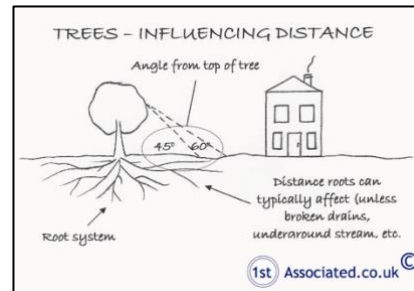 TREES – INFLUENCING DISTANCE
Angle from top of tree
45° 60°
Distance roots can
typically affect (unless
broken drains,
underground stream, etc.
Root system
1st Associated.co.uk ©